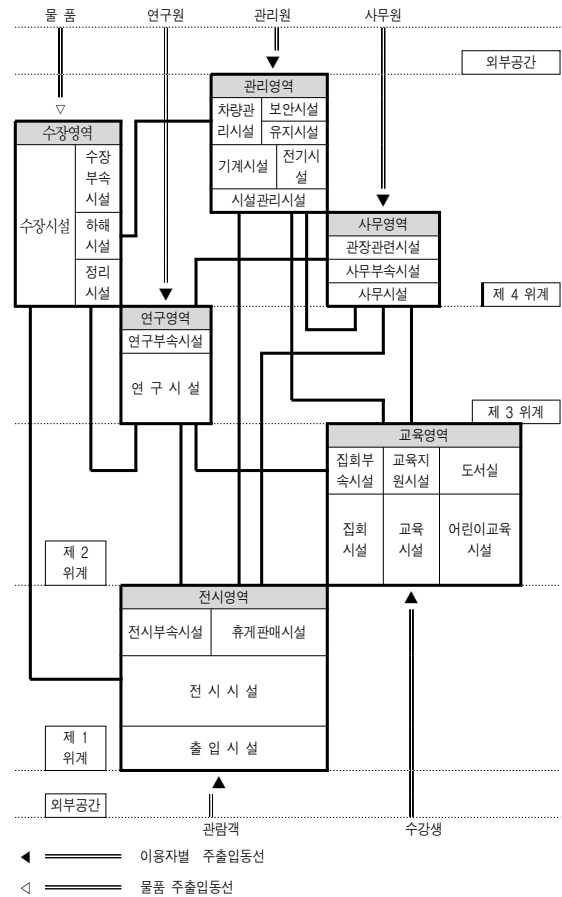 물 품
연구원
관리원
사무원
외부공간
관리영역
차량관
리시설
보안시설
유지시설
기계시설
전기시
설
시설관리시설
수장영역
수장시설
수장
부속
시설
하해
시설
정리
시설
사무영역
관장관련시설
사무부속시설
사무시설
제 4 위계
연구영역
연구부속시설
연 구 시 설
제 3 위계
교육영역
집회부
속시설
교육지
원시설
도서실
집회
시설
교육
시설
어린이교육
시설
제 2
위계
전시영역
전시부속시설
휴게판매시설
전 시 시 설
출 입 시 설
제 1
위계
외부공간
관람객
수강생
이용자별 주출입동선
물품 주출입동선